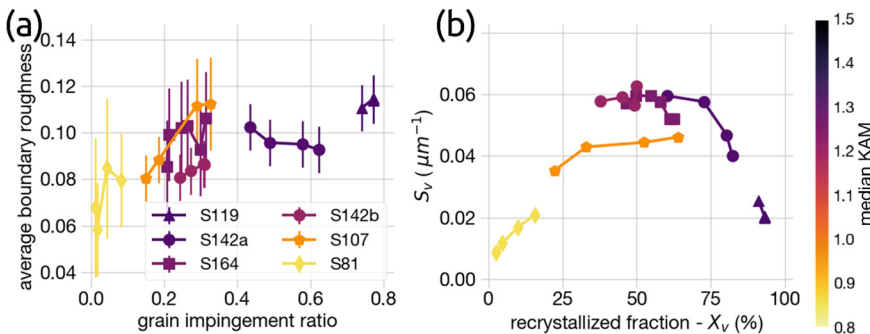 (a)
average boundary roughness
0.14
0.12
0.10
0.08
0.06
0.04
S119
S142a
S164
S142b
S107
S81
0.0 0.2 0.4 0.6 0.8
grain impingement ratio
(b)
Sv ( μm⁻¹)
0.08
0.06
0.04
0.02
0.00
0 25 50 75 100
recrystallized fraction - Xv (%)
median KAM
1.5
1.4
1.3
1.2
1.1
1.0
0.9
0.8